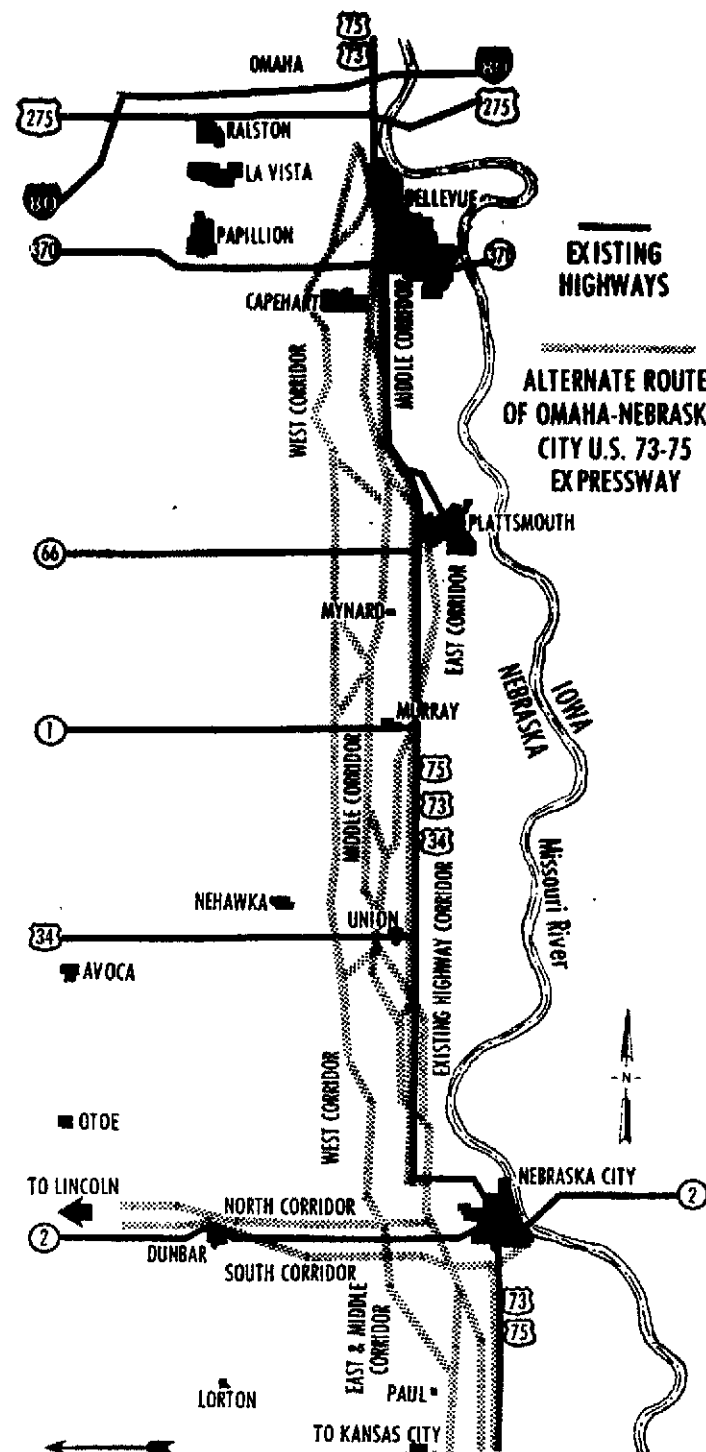 75
73
OMAHA
80
275
275
RALSTON
LA VISTA
80
BELLEVUE
PAPILLION
370
370
EXISTING
HIGHWAYS
CAPEHART
MIDDLE CORRIDOR
WEST CORRIDOR
ALTERNATE ROUTE
OF OMAHA-NEBRASK
CITY U.S. 73-75
EXPRESSWAY
PLATTSMOUTH
66
EAST CORRIDOR
MYNARD
NEBRASKA
IOWA
MURRAY
1
75
73
34
MIDDLE CORRIDOR
EXISTING HIGHWAY CORRIDOR
Missouri River
NEHAWKA
UNION
34
AVOCA
N
WEST CORRIDOR
OTOE
TO LINCOLN
NEBRASKA CITY
2
NORTH CORRIDOR
2
DUNBAR
SOUTH CORRIDOR
73
75
EAST & MIDDLE
CORRIDOR
LORTON
PAUL
TO KANSAS CITY